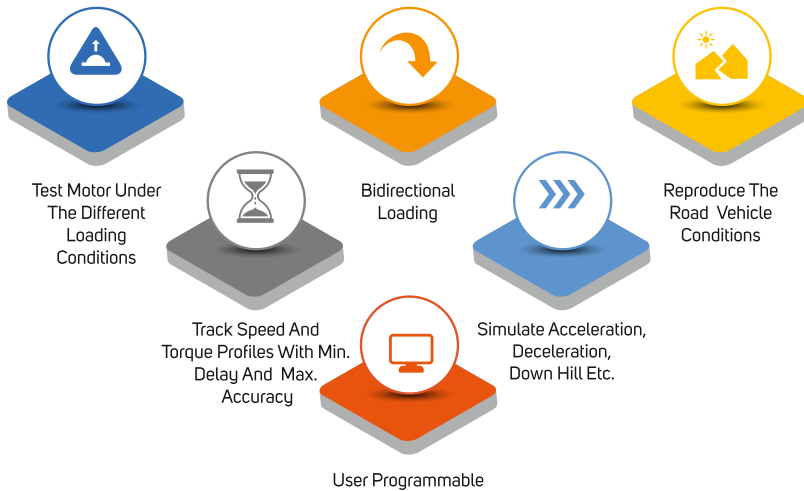 Test Motor Under
The Different
Loading
Conditions
Bidirectional
Loading
Reproduce The
Road Vehicle
Conditions
Track Speed And
Torque Profiles With Min.
Delay And Max.
Accuracy
Simulate Acceleration,
Deceleration,
Down Hill Etc.
User Programmable